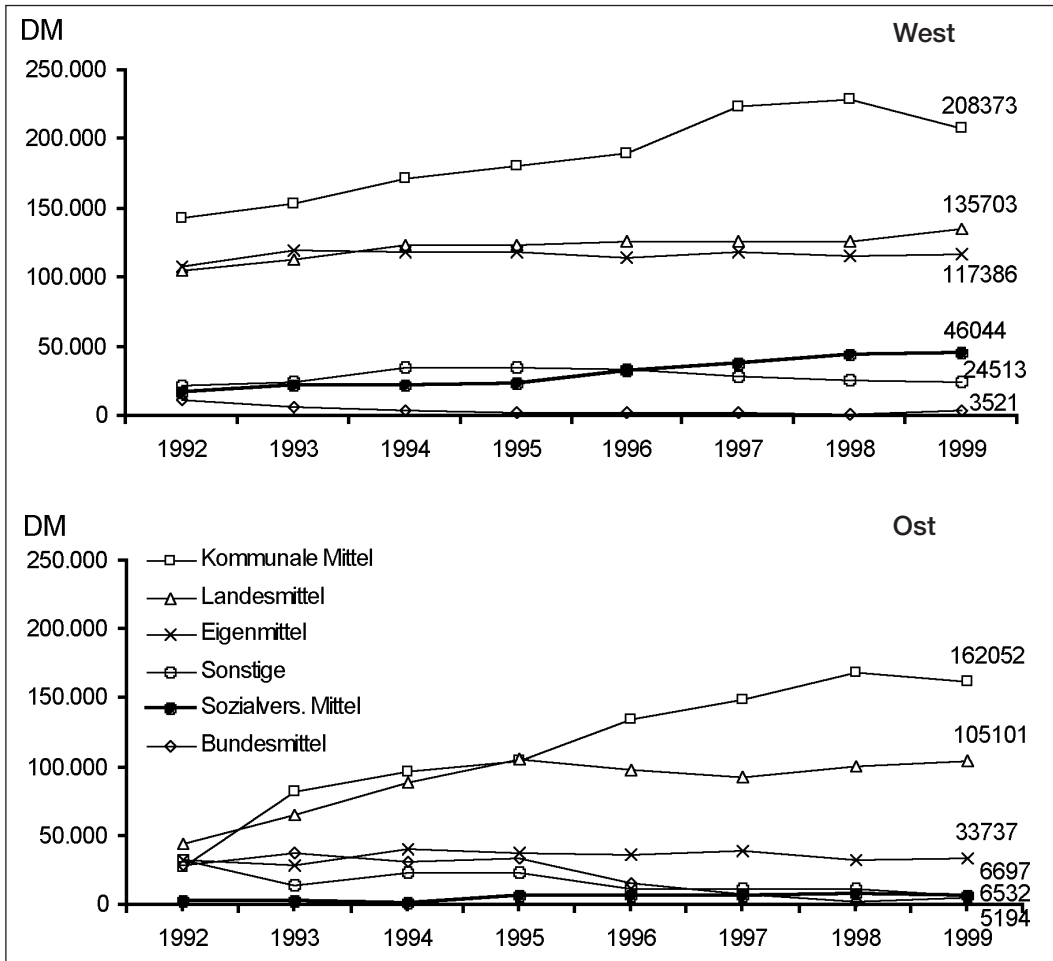 DM
West
250.000
200.000
150.000
100.000
50.000
0
208373
135703
117386
46044
24513
3521
1992 1993 1994 1995 1996 1997 1998 1999
DM
Ost
250.000
200.000
150.000
100.000
50.000
0
Kommunale Mittel
Landesmittel
Eigenmittel
Sonstige
Sozialvers. Mittel
Bundesmittel
162052
105101
33737
6697
6532
5194
1992 1993 1994 1995 1996 1997 1998 1999